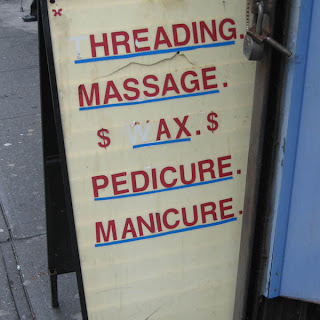 THREADING.
MASSAGE.
$ WAX. $
PEDICURE.
MANICURE.